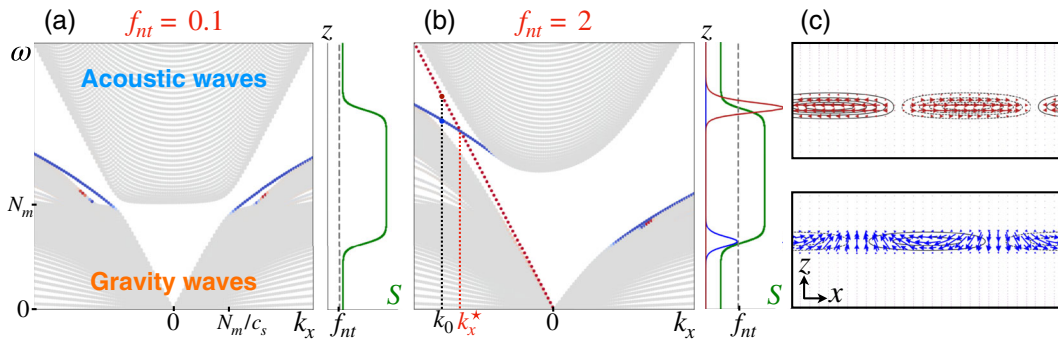 (a) f_nt = 0.1 z (b) f_nt = 2 z (c)
ω
Acoustic waves
N_m
Gravity waves
0
S
S
z
x
0 N_m/c_s k_x f_nt k_0 k_x^★ 0 k_x f_nt